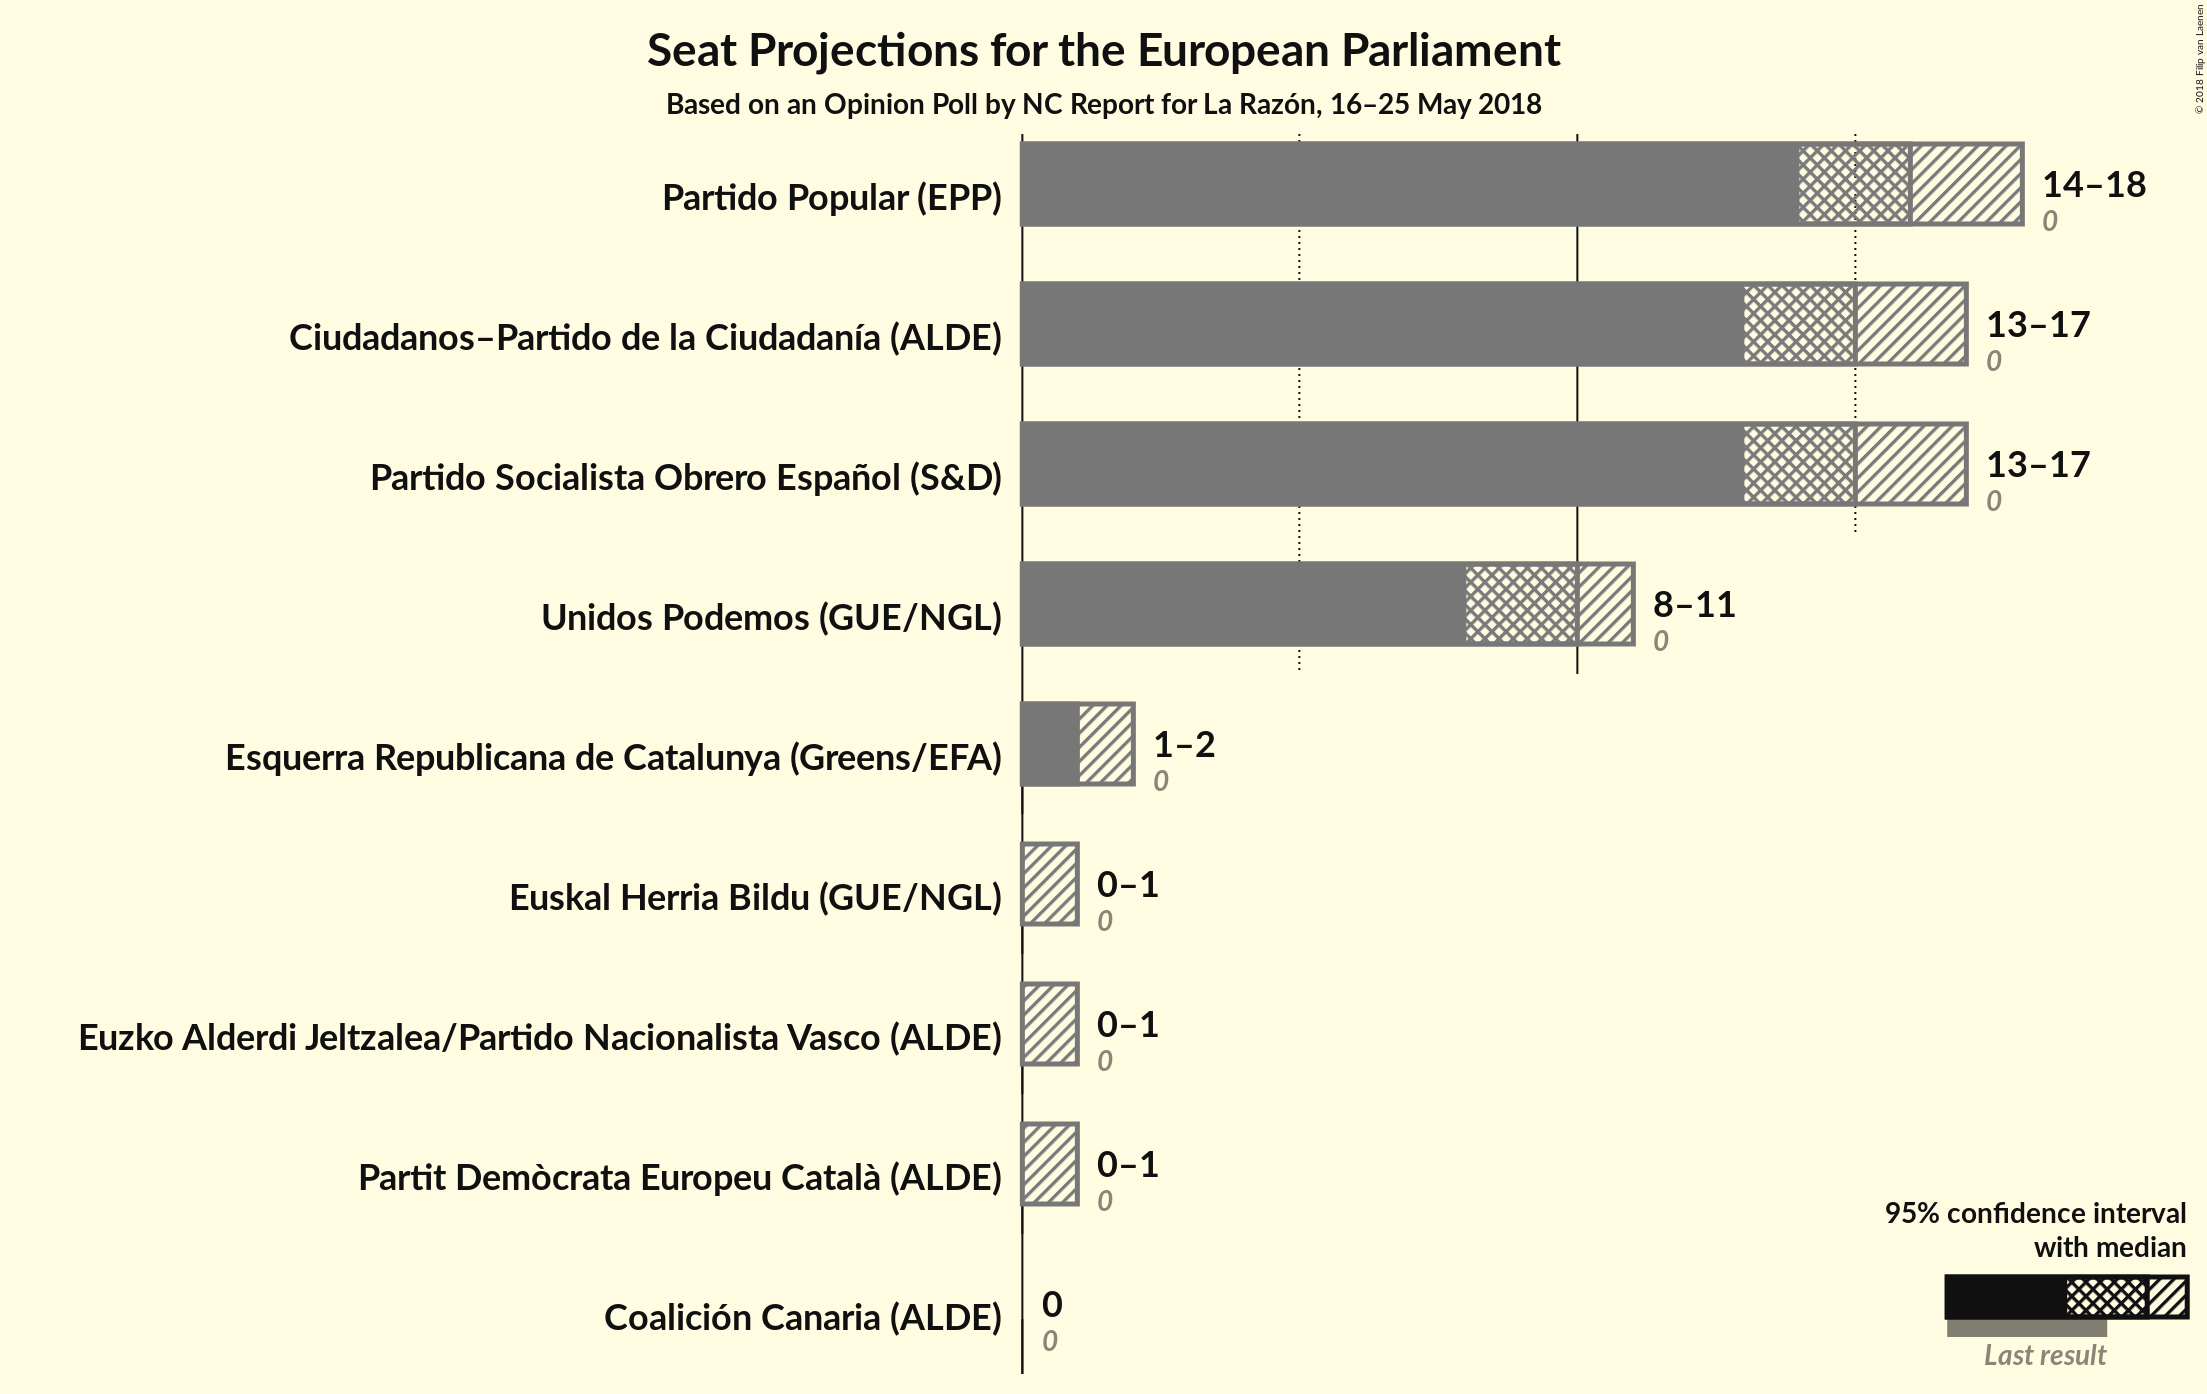 © 2018 Filip van Laenen
Seat Projections for the European Parliament
Based on an Opinion Poll by NC Report for La Razón, 16–25 May 2018
Partido Popular (EPP)
14–18
0
Ciudadanos–Partido de la Ciudadanía (ALDE)
13–17
0
Partido Socialista Obrero Español (S&D)
13–17
0
Unidos Podemos (GUE/NGL)
8–11
0
Esquerra Republicana de Catalunya (Greens/EFA)
1–2
0
Euskal Herria Bildu (GUE/NGL)
0–1
0
Euzko Alderdi Jeltzalea/Partido Nacionalista Vasco (ALDE)
0–1
0
Partit Demòcrata Europeu Català (ALDE)
0–1
0
Coalición Canaria (ALDE)
0
0
95% confidence interval
with median
Last result